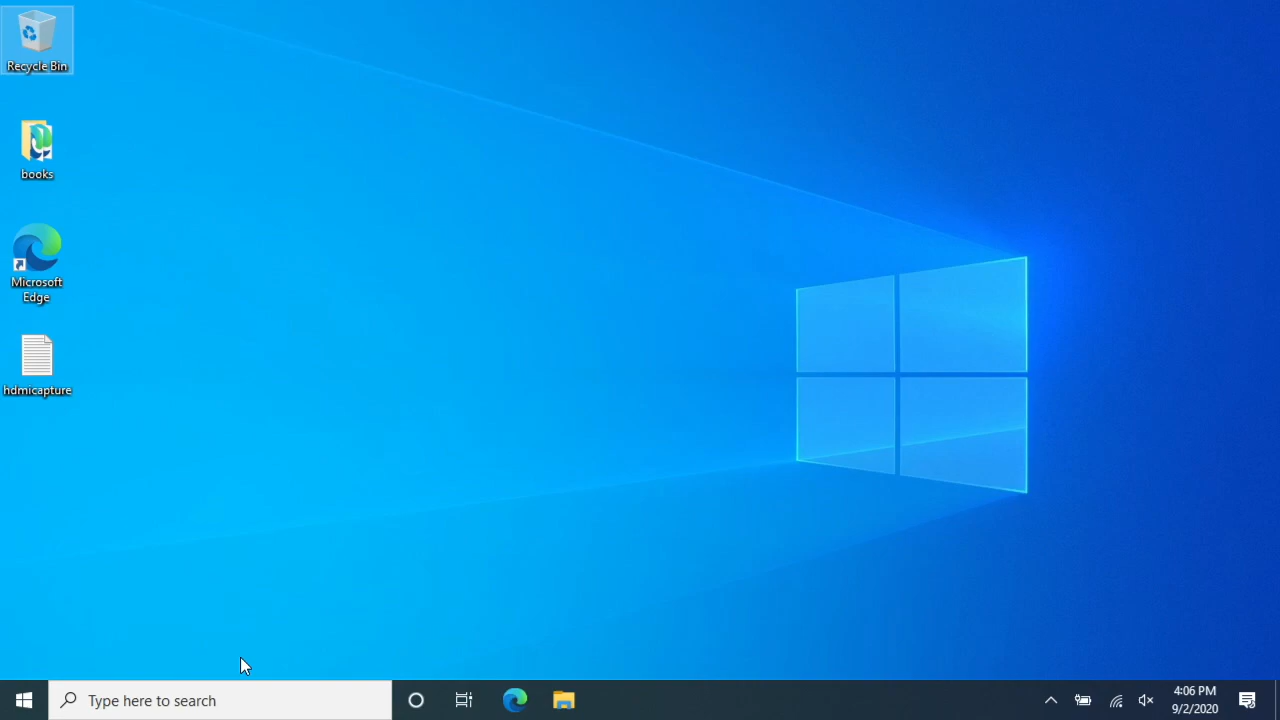 Recycle Bin
books
Microsoft
Edge
hdmicapture
Type here to search
4:06 PM
9/2/2020